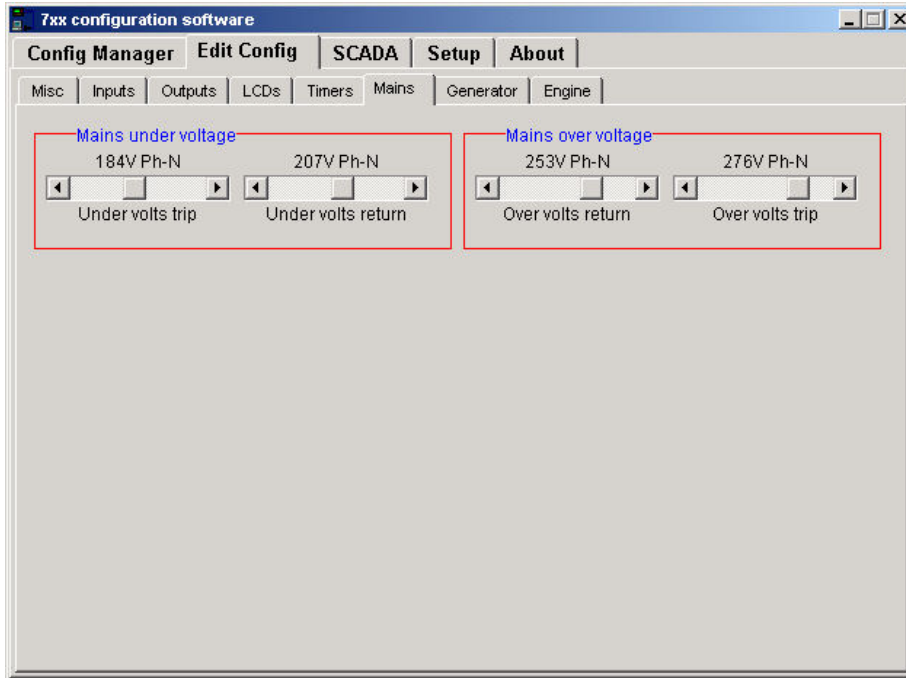 7xx configuration software
Config Manager Edit Config SCADA Setup About
Misc Inputs Outputs LCDs Timers Mains Generator Engine
Mains under voltage Mains over voltage
184V Ph-N 207V Ph-N 253V Ph-N 276V Ph-N
Under volts trip Under volts return Over volts return Over volts trip